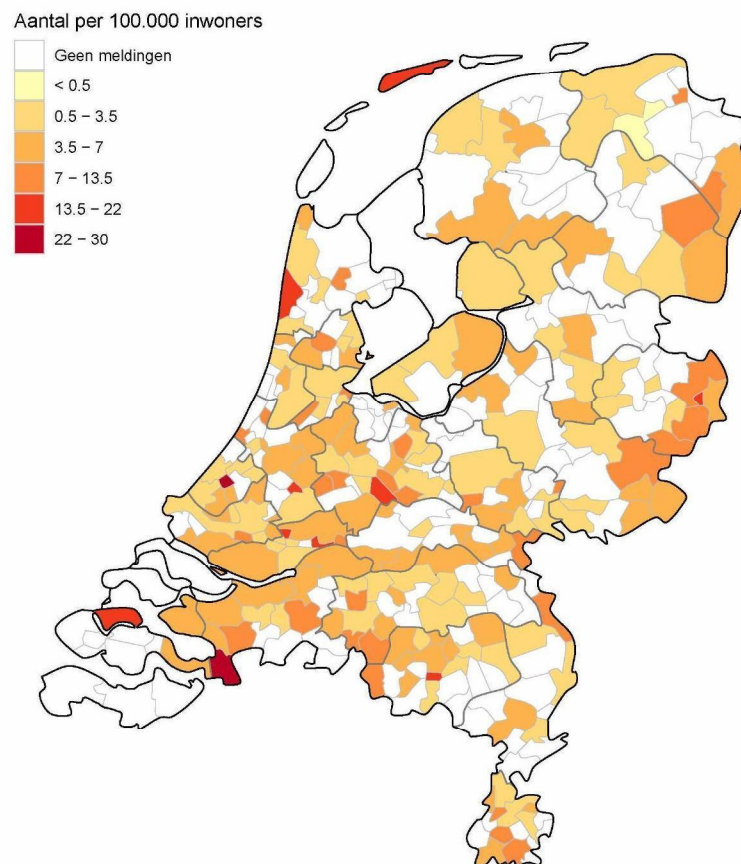 Aantal per 100.000 inwoners
Geen meldingen
< 0.5
0.5 – 3.5
3.5 – 7
7 – 13.5
13.5 – 22
22 – 30